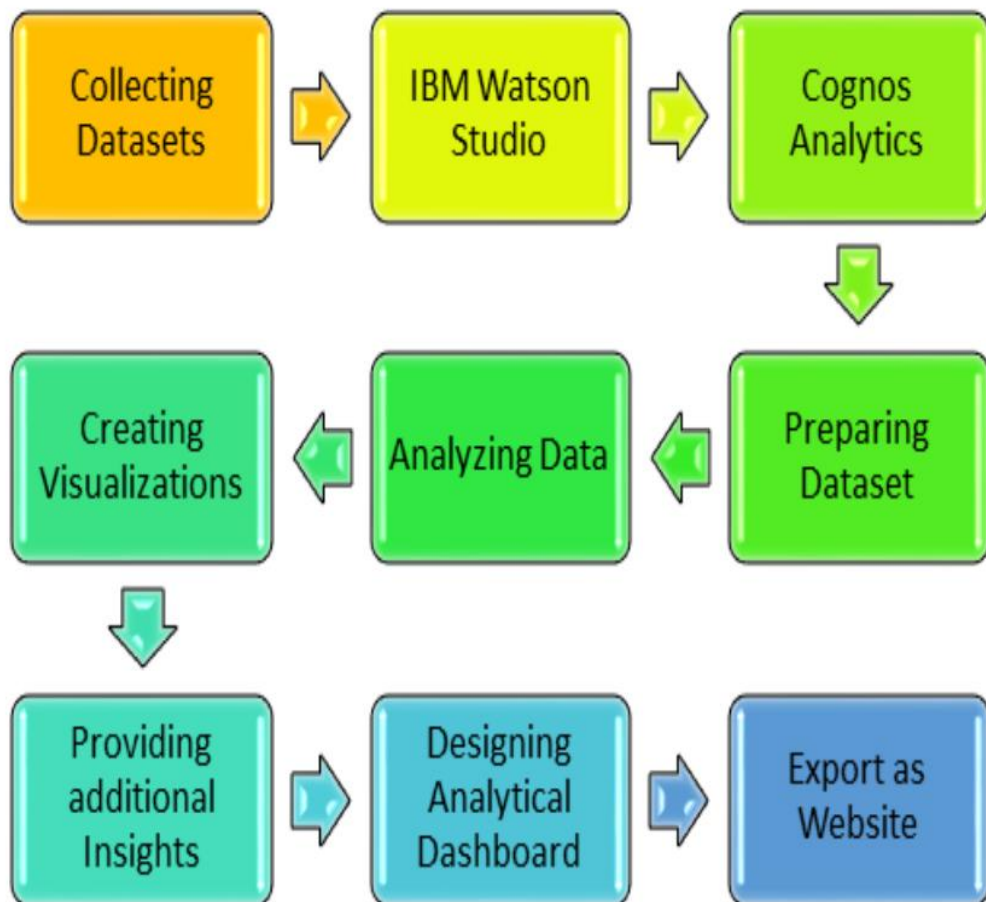 Collecting
Datasets
IBM Watson
Studio
Cognos
Analytics
Preparing
Dataset
Analyzing Data
Creating
Visualizations
Providing
additional
Insights
Designing
Analytical
Dashboard
Export as
Website